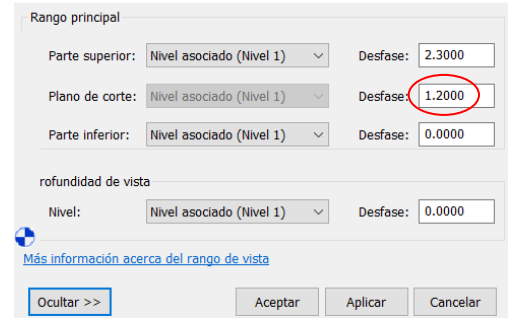 Rango principal
Parte superior: Nivel asociado (Nivel 1) Desfase: 2.3000
Plano de corte: Nivel asociado (Nivel 1) Desfase: 1.2000
Parte inferior: Nivel asociado (Nivel 1) Desfase: 0.0000
rofundidad de vista
Nivel: Nivel asociado (Nivel 1) Desfase: 0.0000
Más información acerca del rango de vista
Ocultar >> Aceptar Aplicar Cancelar